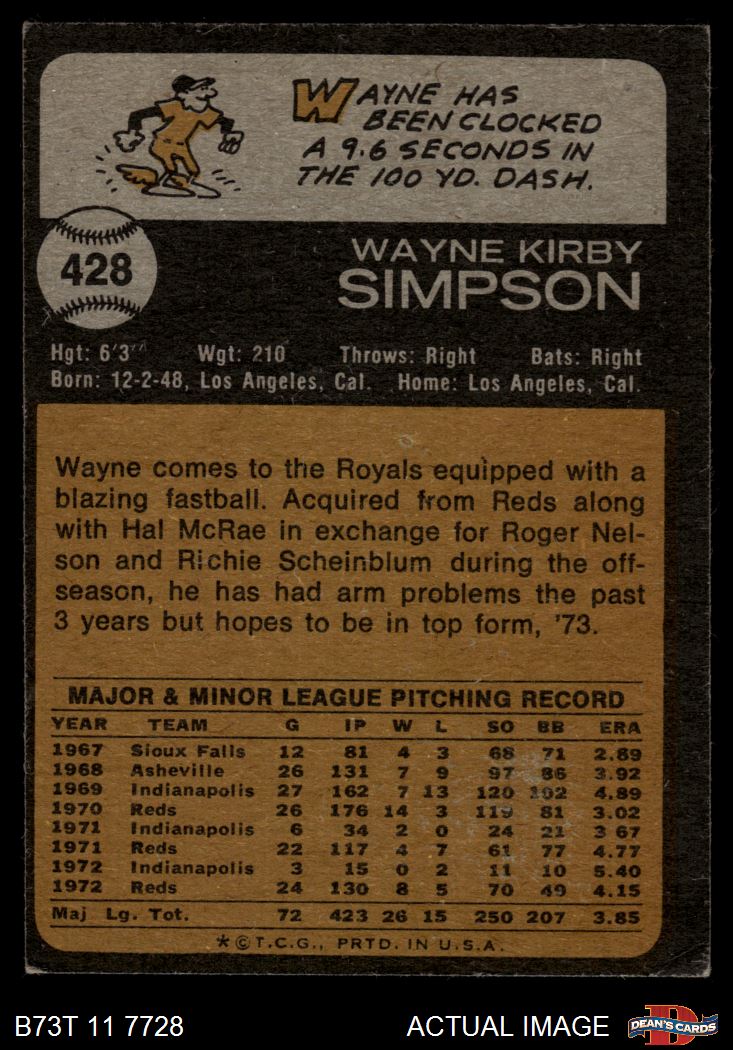 WAYNE HAS
BEEN CLOCKED
A 9.6 SECONDS IN
THE 100 YD. DASH.
428
WAYNE KIRBY
SIMPSON
Hgt: 6'3" Wgt: 210 Throws: Right Bats: Right
Born: 12-2-48, Los Angeles, Cal. Home: Los Angeles, Cal.
Wayne comes to the Royals equipped with a
blazing fastball. Acquired from Reds along
with Hal McRae in exchange for Roger Nel-
son and Richie Scheinblum during the off-
season, he has had arm problems the past
3 years but hopes to be in top form, '73.
MAJOR & MINOR LEAGUE PITCHING RECORD
YEAR TEAM G IP W L SO BB ERA
1967 Sioux Falls 12 81 4 3 68 71 2.89
1968 Asheville 26 131 7 9 97 86 3.92
1969 Indianapolis 27 162 7 13 120 102 4.89
1970 Reds 26 176 14 3 119 81 3.02
1971 Indianapolis 6 34 2 0 24 21 3 67
1971 Reds 22 117 4 7 61 77 4.77
1972 Indianapolis 3 15 0 2 11 10 5.40
1972 Reds 24 130 8 5 70 49 4.15
Maj Lg. Tot. 72 423 26 15 250 207 3.85
*©T.C.G., PRTD. IN U.S.A.
B73T 11 7728 ACTUAL IMAGE D DEAN'S CARDS